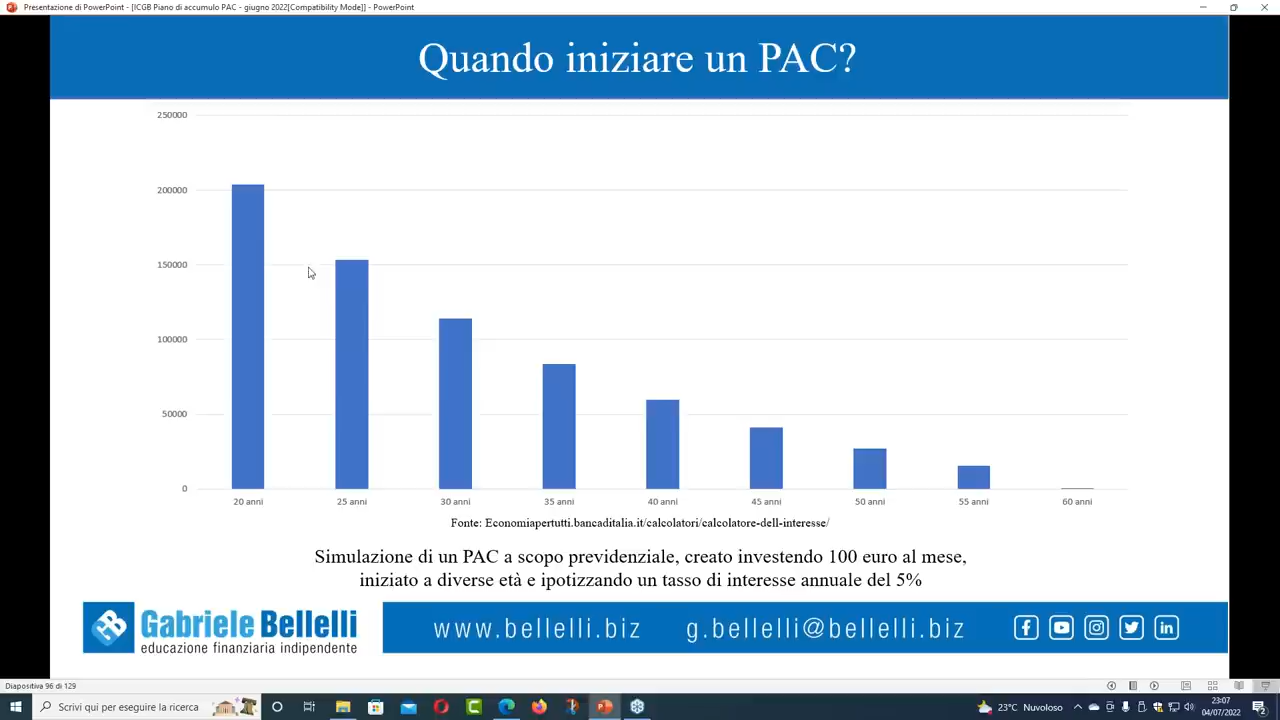 Presentazione di PowerPoint - [ICGB Piano di accumulo PAC - giugno 2022[Compatibility Mode]] - PowerPoint
Quando iniziare un PAC?
250000
200000
150000
100000
50000
0
20 anni 25 anni 30 anni 35 anni 40 anni 45 anni 50 anni 55 anni 60 anni
Fonte: Economiapertutti.bancaditalia.it/calcolatori/calcolatore-dell-interesse/
Simulazione di un PAC a scopo previdenziale, creato investendo 100 euro al mese,
iniziato a diverse età e ipotizzando un tasso di interesse annuale del 5%
Gabriele Bellelli
educazione finanziaria indipendente
www.bellelli.biz g.bellelli@bellelli.biz
Diapositiva 96 di 129
Scrivi qui per eseguire la ricerca
23°C Nuvoloso
23:07
04/07/2022
2